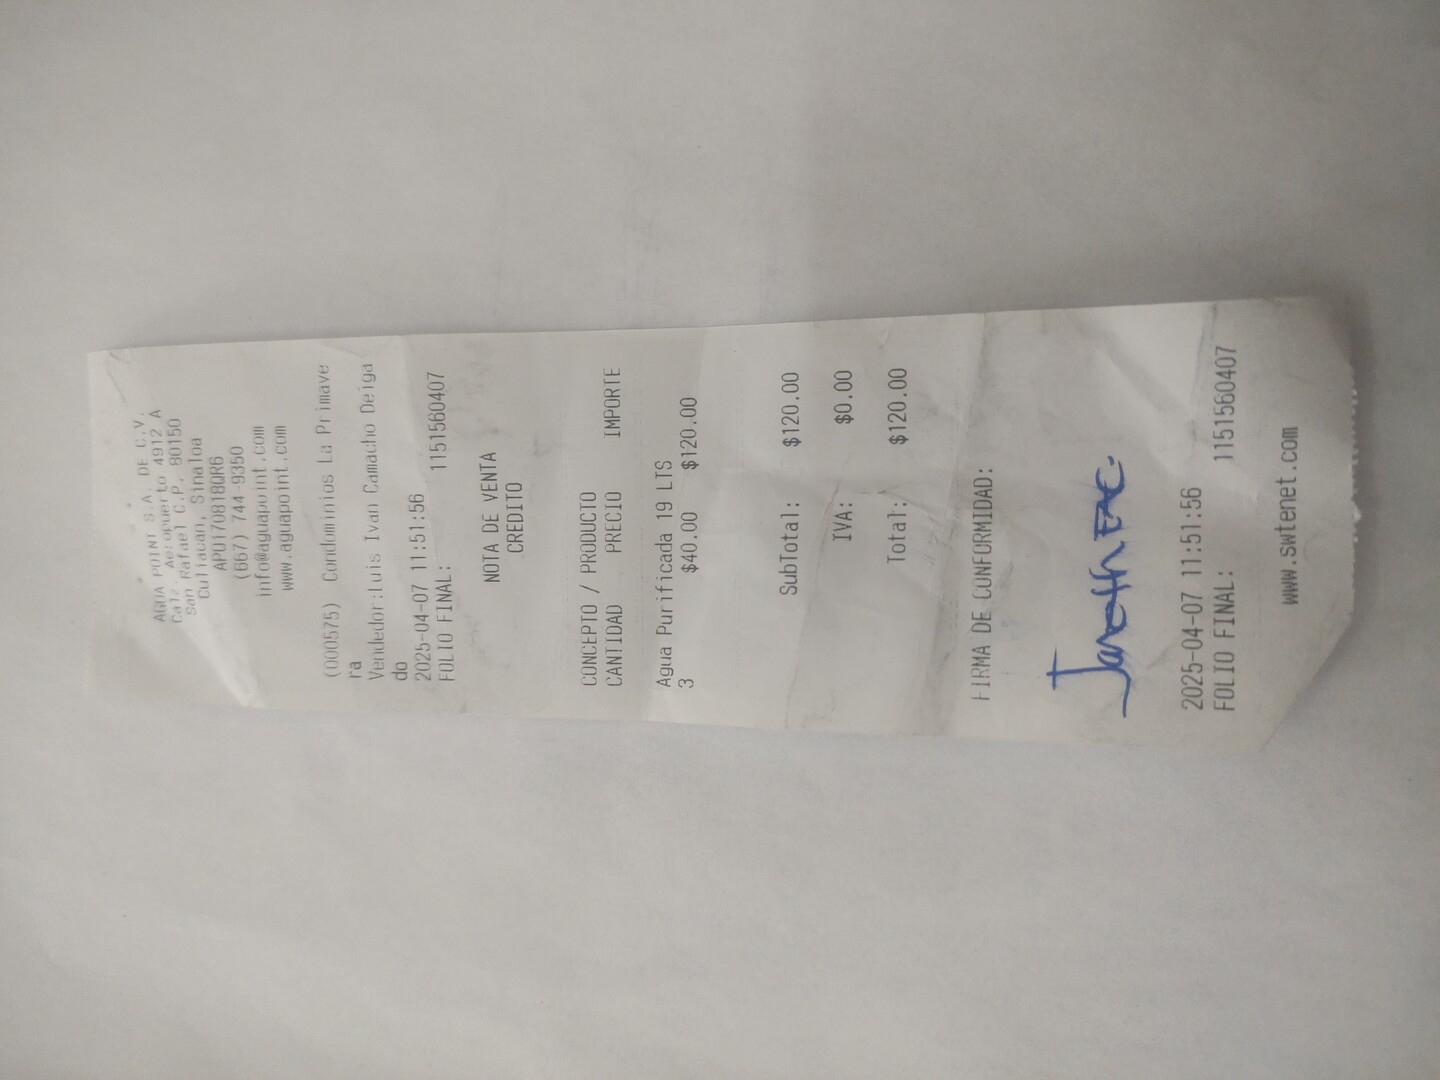 AGUA POINT S.A. DE C.V.
Calz. Aeropuerto 4912 A
San Rafael C.P. 80150
Culiacan, Sinaloa
APO170818QR6
(667) 744-9350
info@aguapoint.com
www.aguapoint.com
(000575) Condominios La Primave
ra
Vendedor:Luis Ivan Camacho Delga
do
2025-04-07 11:51:56
FOLIO FINAL: 1151560407
NOTA DE VENTA
CREDITO
CONCEPTO / PRODUCTO
CANTIDAD PRECIO IMPORTE
Agua Purificada 19 LTS
3 $40.00 $120.00
SubTotal: $120.00
IVA: $0.00
Total: $120.00
FIRMA DE CONFORMIDAD:
2025-04-07 11:51:56
FOLIO FINAL: 1151560407
www.swtenet.com